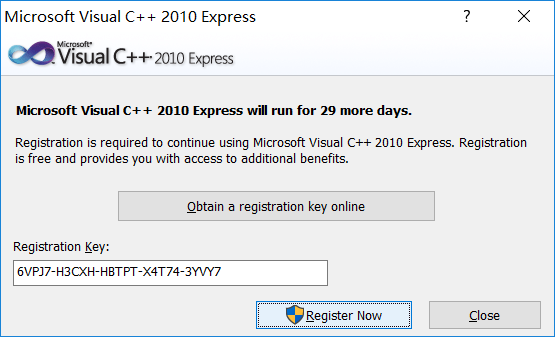 Microsoft Visual C++ 2010 Express
Microsoft®
Visual C++ 2010 Express
Microsoft Visual C++ 2010 Express will run for 29 more days.
Registration is required to continue using Microsoft Visual C++ 2010 Express. Registration
is free and provides you with access to additional benefits.
Obtain a registration key online
Registration Key:
6VPJ7-H3CXH-HBTPT-X4T74-3YVY7
Register Now
Close